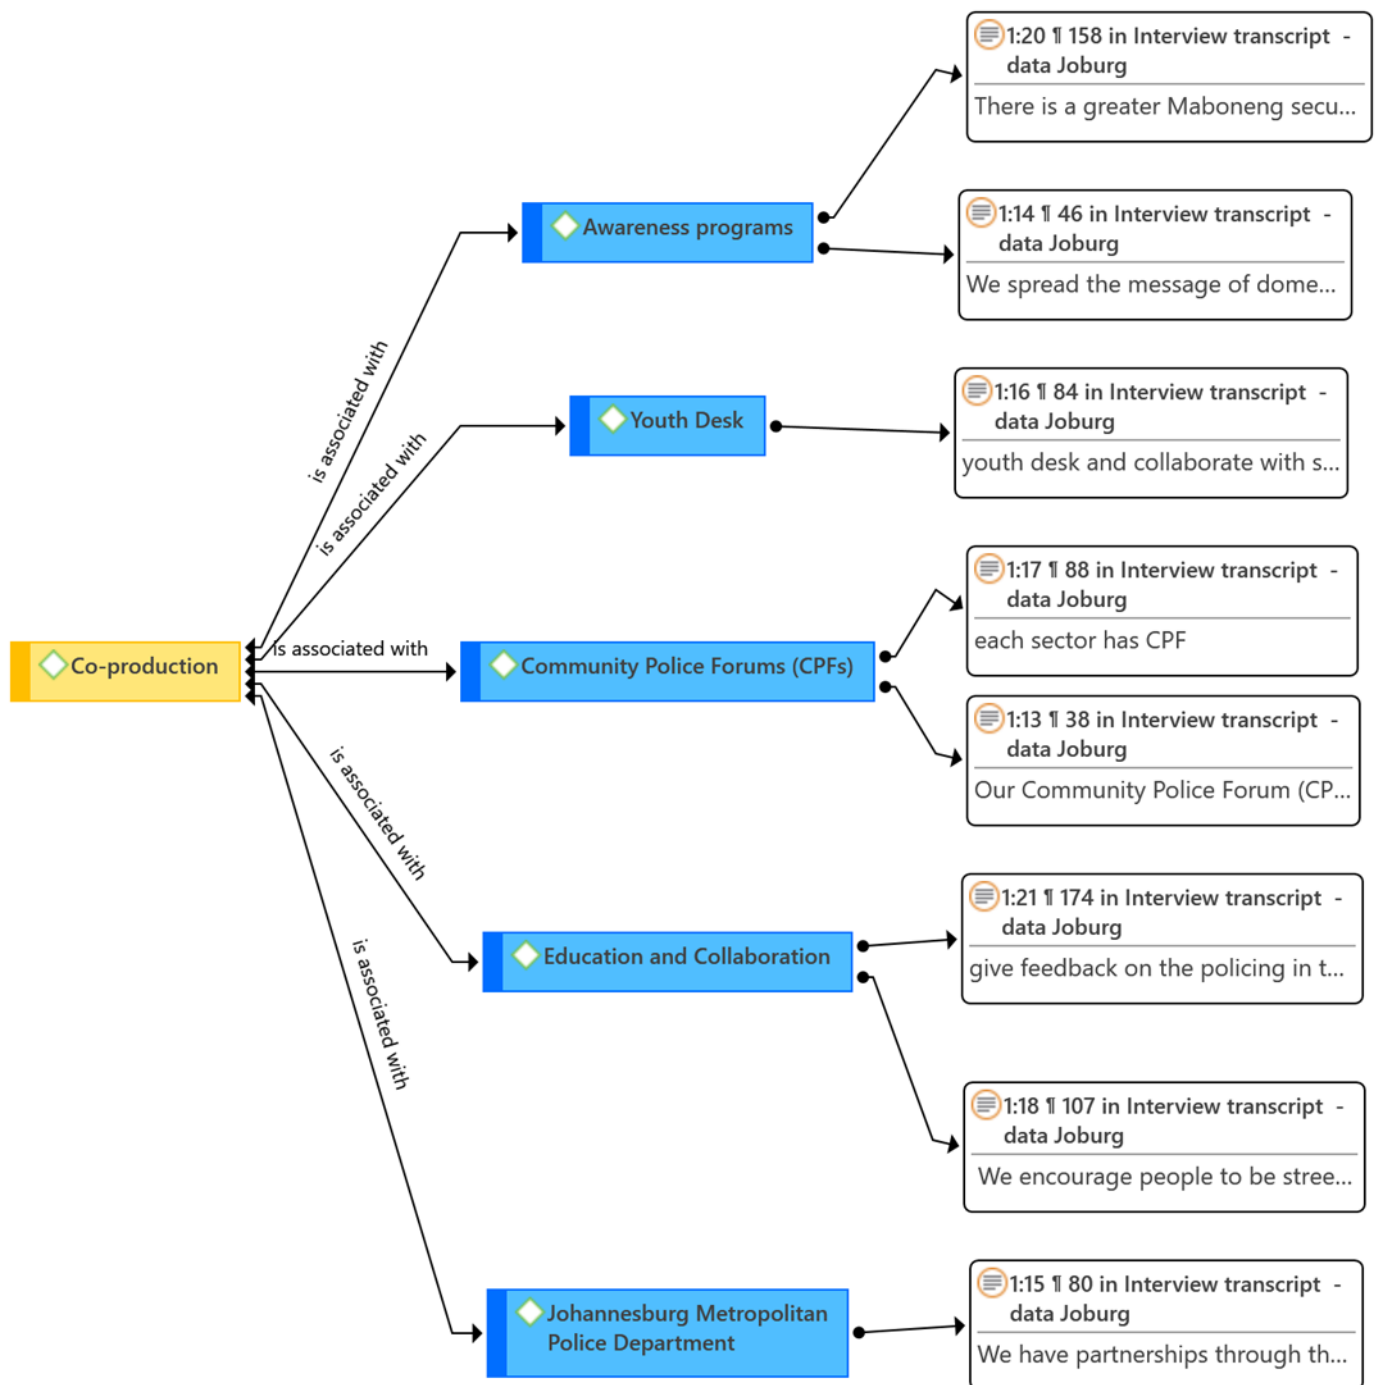 1:20 ¶ 158 in Interview transcript -
data Joburg
There is a greater Maboneng secu...
Awareness programs
1:14 ¶ 46 in Interview transcript -
data Joburg
We spread the message of dome...
is associated with
Youth Desk
1:16 ¶ 84 in Interview transcript -
data Joburg
youth desk and collaborate with s...
is associated with
1:17 ¶ 88 in Interview transcript -
data Joburg
each sector has CPF
Co-production
is associated with
Community Police Forums (CPFs)
1:13 ¶ 38 in Interview transcript -
data Joburg
Our Community Police Forum (CP...
is associated with
Education and Collaboration
1:21 ¶ 174 in Interview transcript -
data Joburg
give feedback on the policing in t...
is associated with
1:18 ¶ 107 in Interview transcript -
data Joburg
We encourage people to be stree...
Johannesburg Metropolitan
Police Department
1:15 ¶ 80 in Interview transcript -
data Joburg
We have partnerships through th...